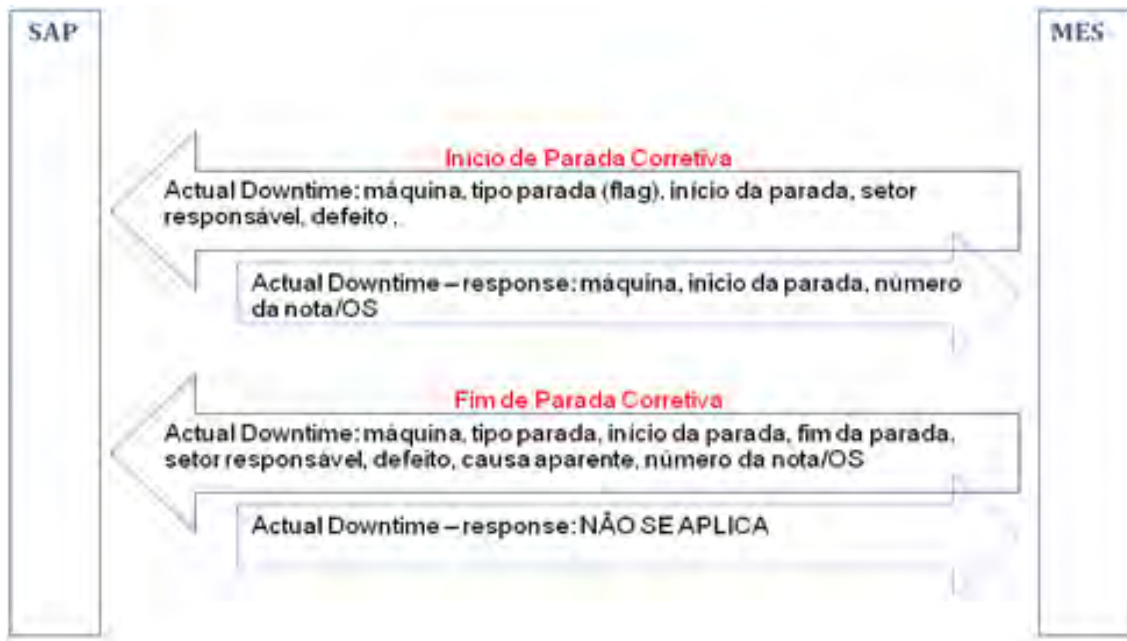 SAP
MES
Início de Parada Corretiva
Actual Downtime: máquina, tipo parada (flag), início da parada, setor
responsável, defeito .
Actual Downtime – response: máquina, inicio da parada, número
da nota/OS
Fim de Parada Corretiva
Actual Downtime: máquina, tipo parada, início da parada, fim da parada,
setor responsável, defeito, causa aparente, número da nota/OS
Actual Downtime – response: NÃO SE APLICA